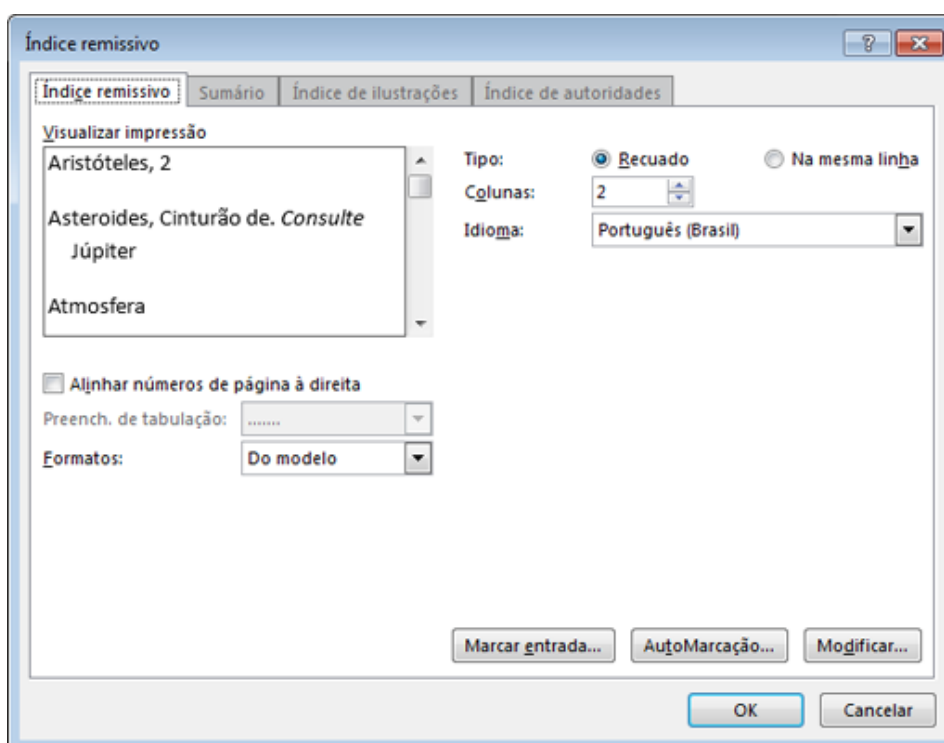 Índice remissivo
Índice remissivo Sumário Índice de ilustrações Índice de autoridades
Visualizar impressão
Aristóteles, 2
Asteroides, Cinturão de. Consulte
Júpiter
Atmosfera
Tipo: Recuado Na mesma linha
Colunas: 2
Idioma: Português (Brasil)
Alinhar números de página à direita
Preench. de tabulação: .......
Formatos: Do modelo
Marcar entrada... AutoMarcação... Modificar...
OK Cancelar